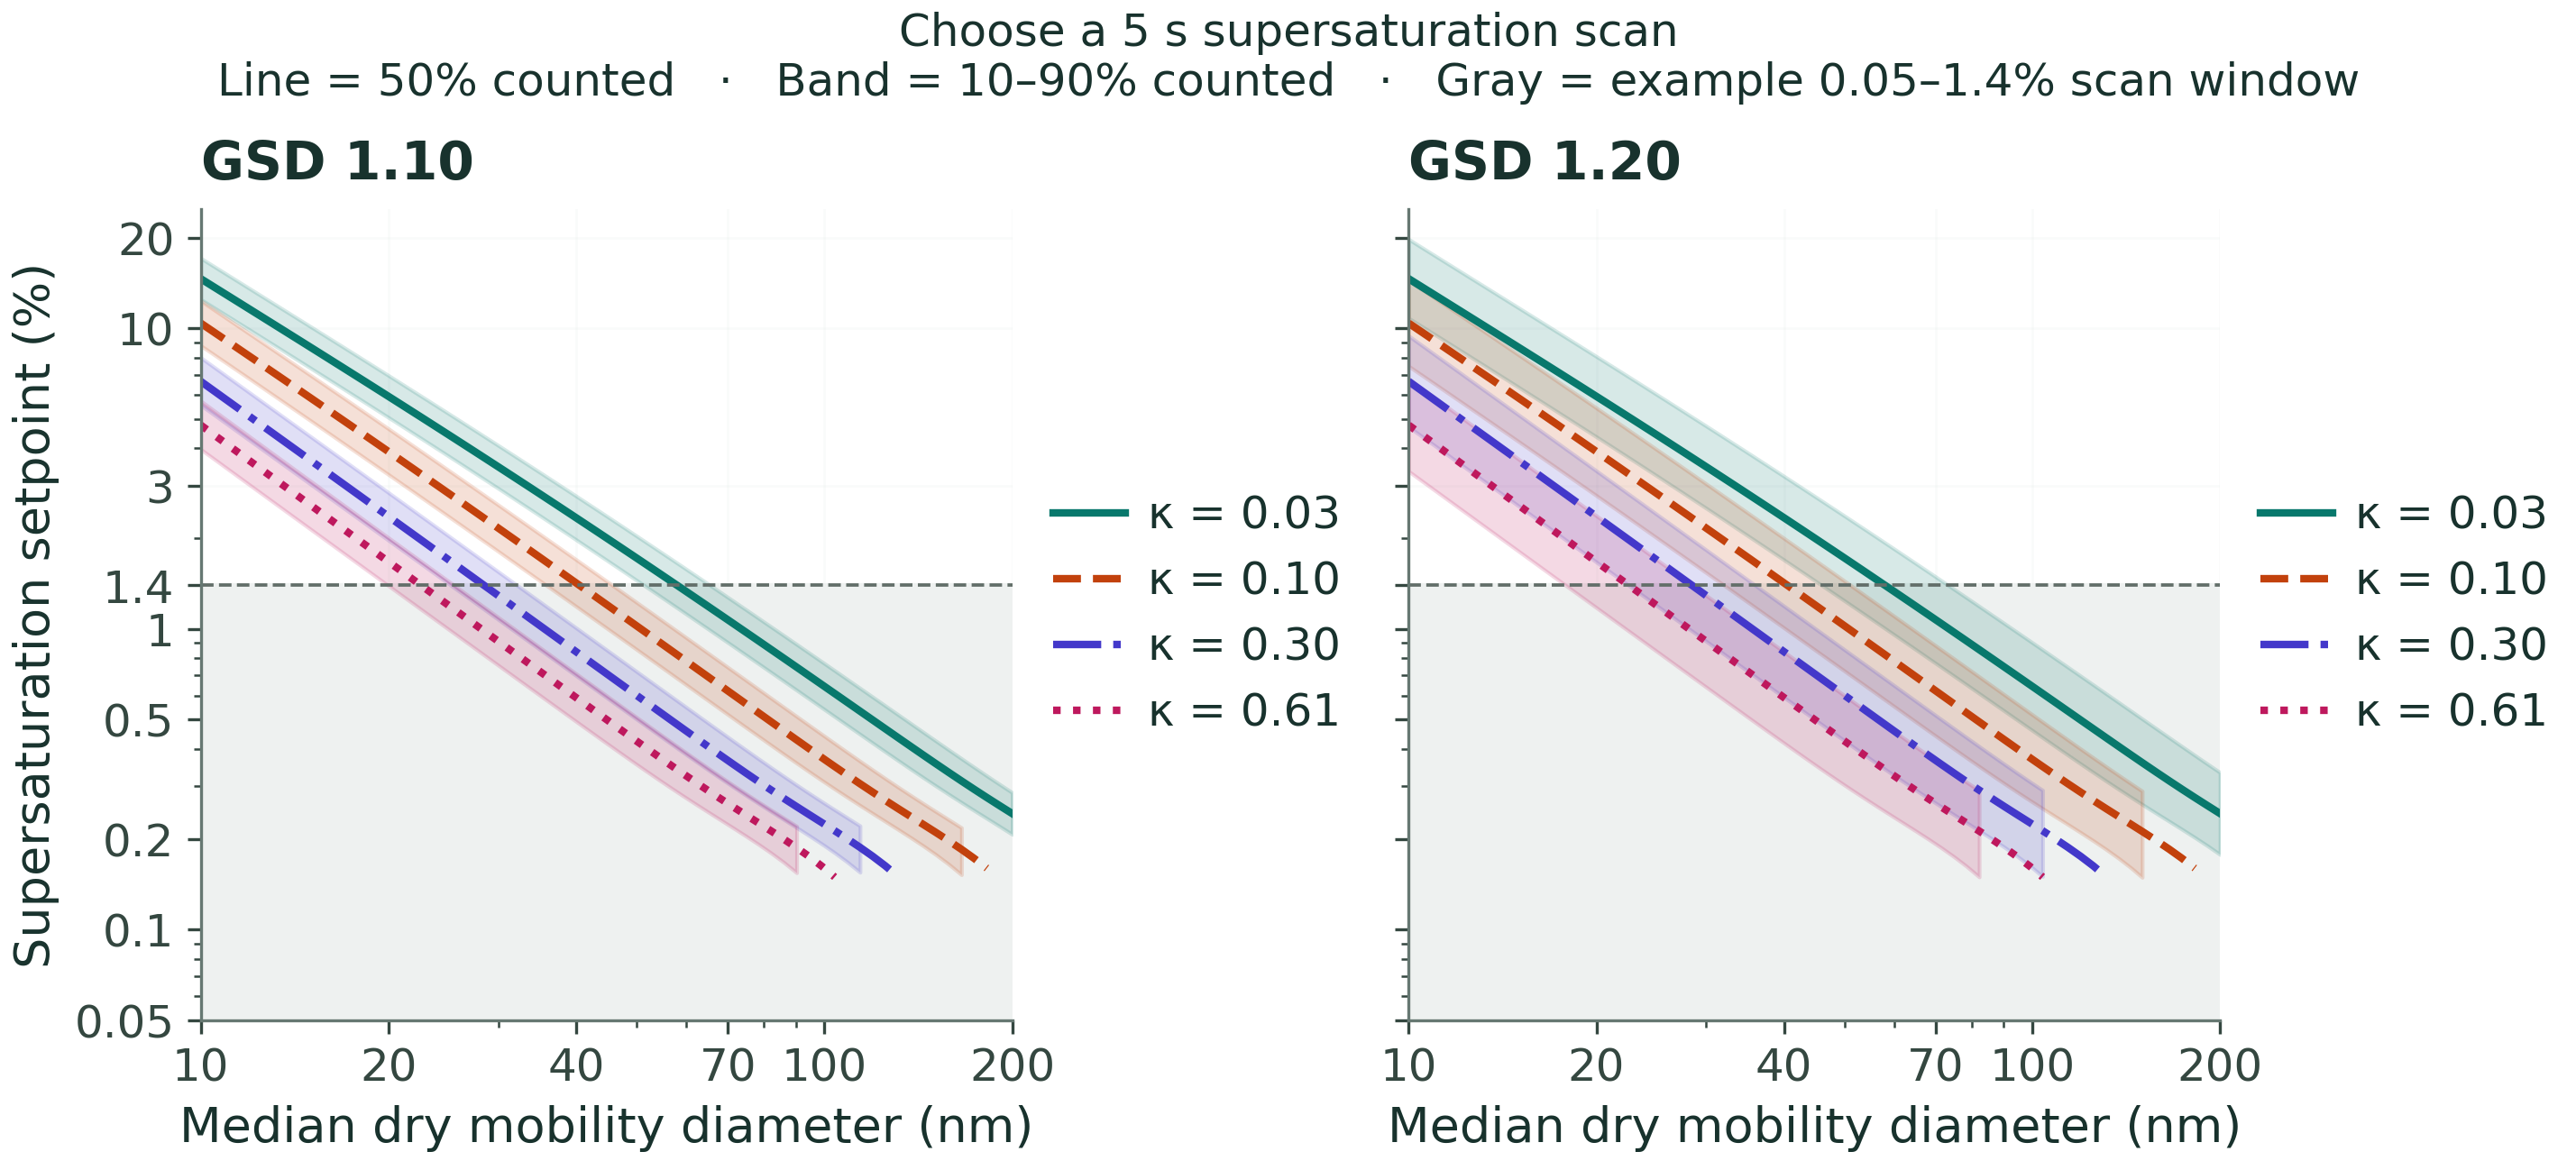 Choose a 5 s supersaturation scan
Line = 50% counted · Band = 10–90% counted · Gray = example 0.05–1.4% scan window
GSD 1.10
Supersaturation setpoint (%)
20
10
3
1.4
1
0.5
0.2
0.1
0.05
10 20 40 70 100 200
Median dry mobility diameter (nm)
κ = 0.03
κ = 0.10
κ = 0.30
κ = 0.61
GSD 1.20
10 20 40 70 100 200
Median dry mobility diameter (nm)
κ = 0.03
κ = 0.10
κ = 0.30
κ = 0.61